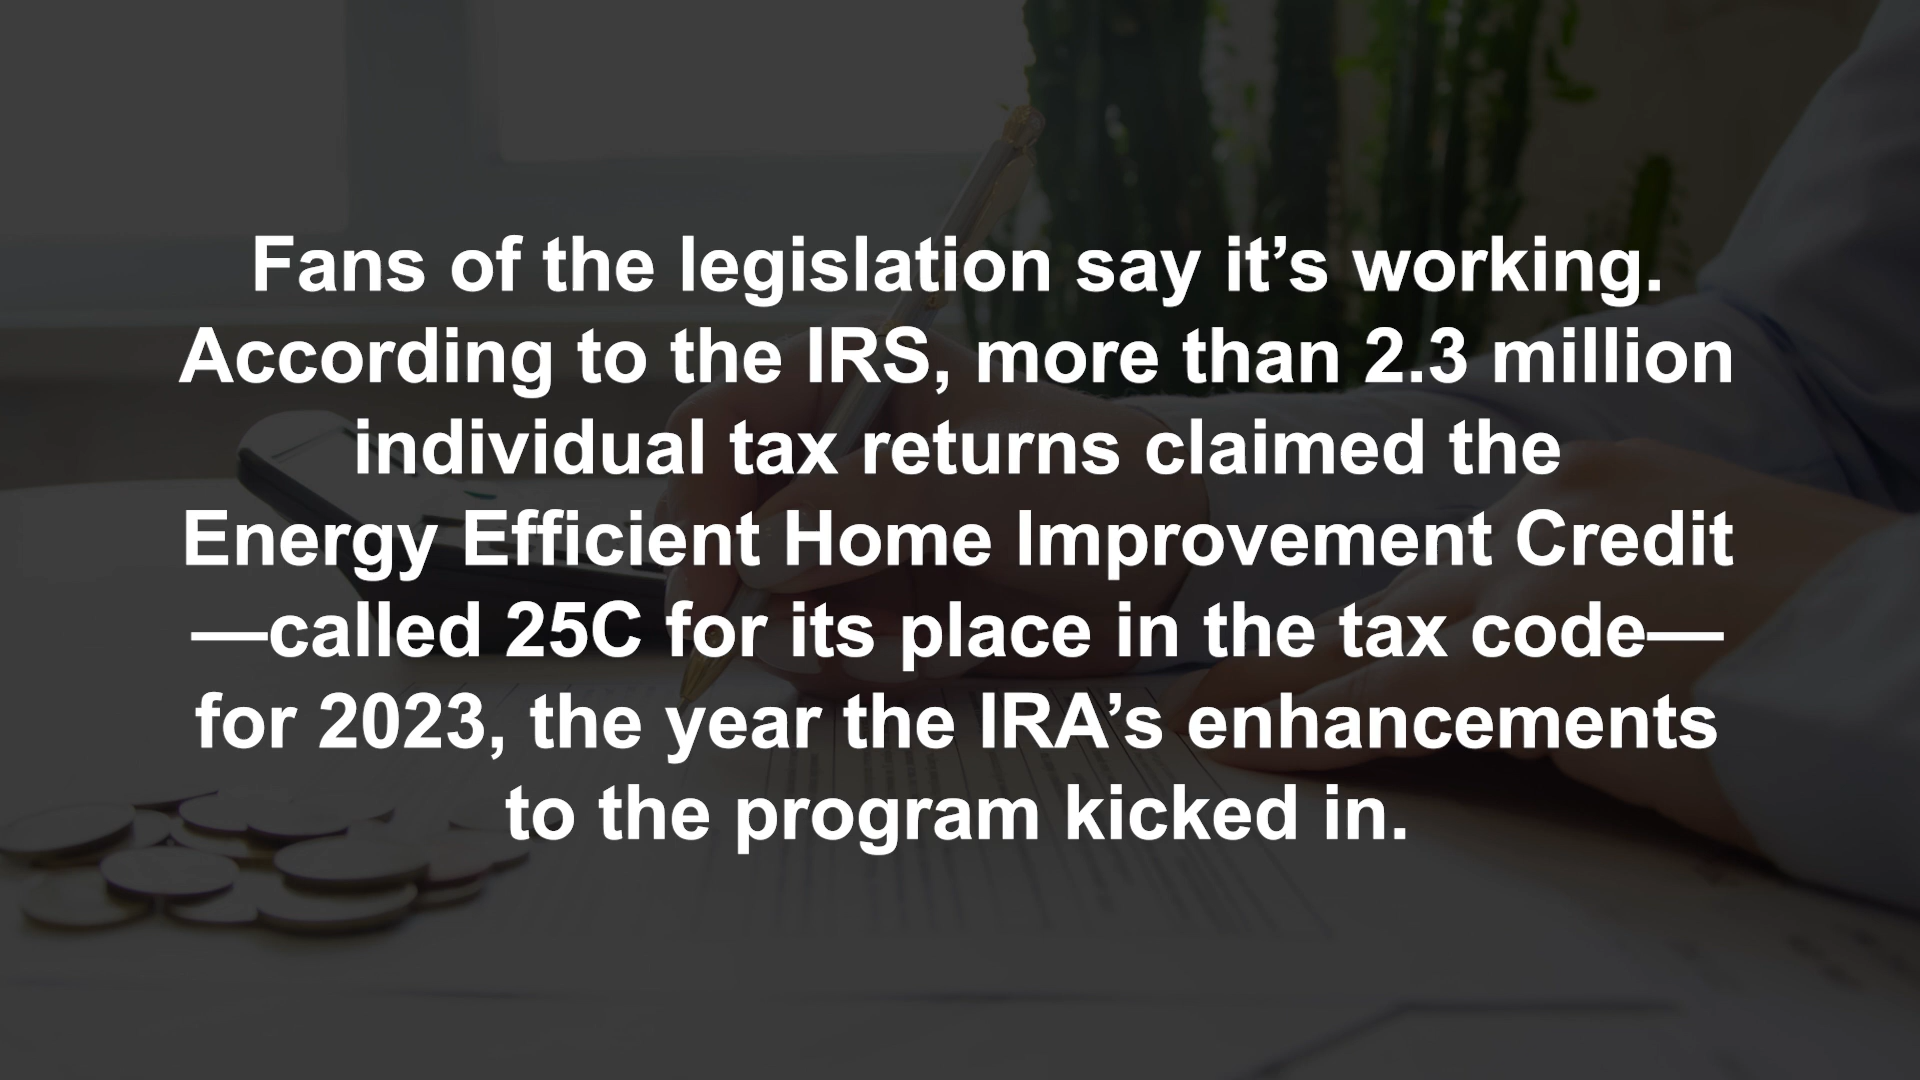 Fans of the legislation say it’s working.
According to the IRS, more than 2.3 million
individual tax returns claimed the
Energy Efficient Home Improvement Credit
—called 25C for its place in the tax code—
for 2023, the year the IRA’s enhancements
to the program kicked in.